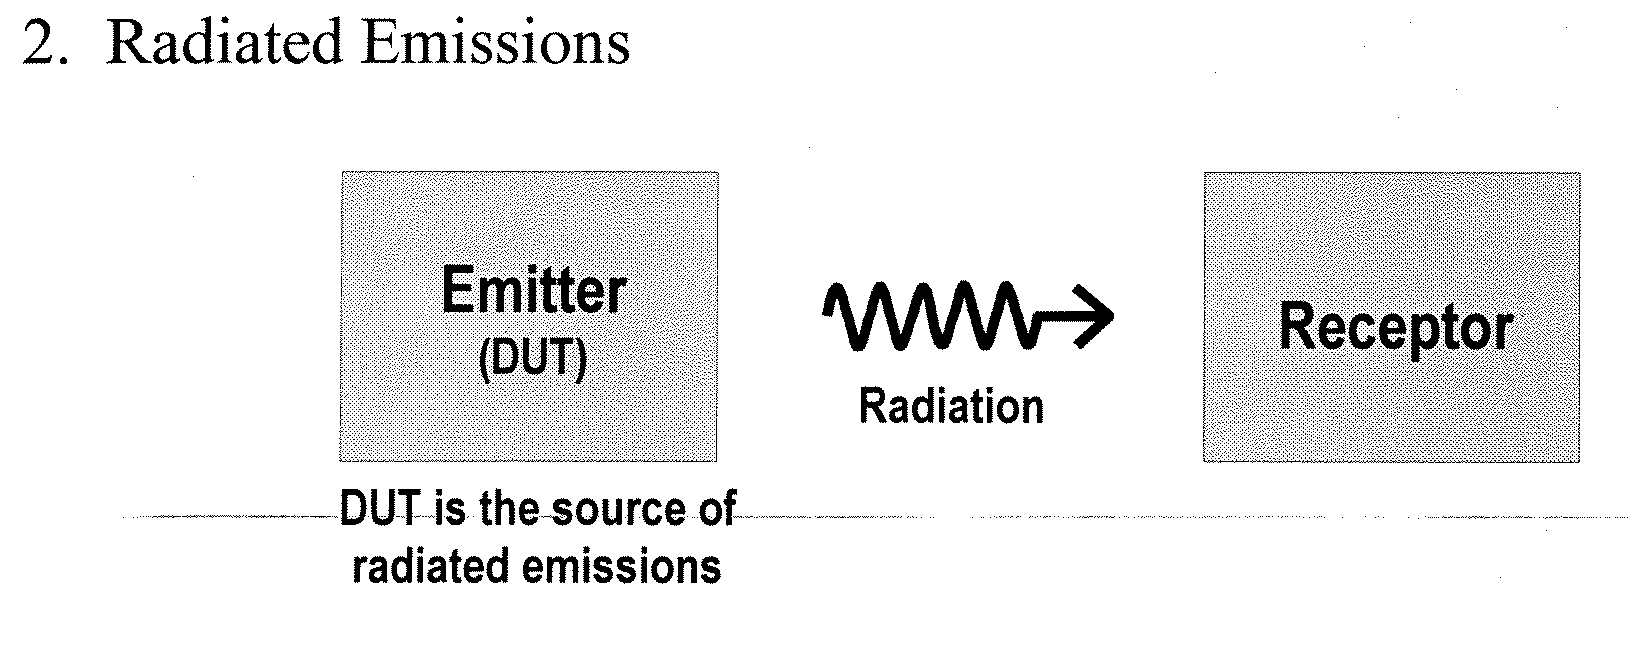 2. Radiated Emissions
Emitter
(DUT)
Radiation
Receptor
DUT is the source of
radiated emissions